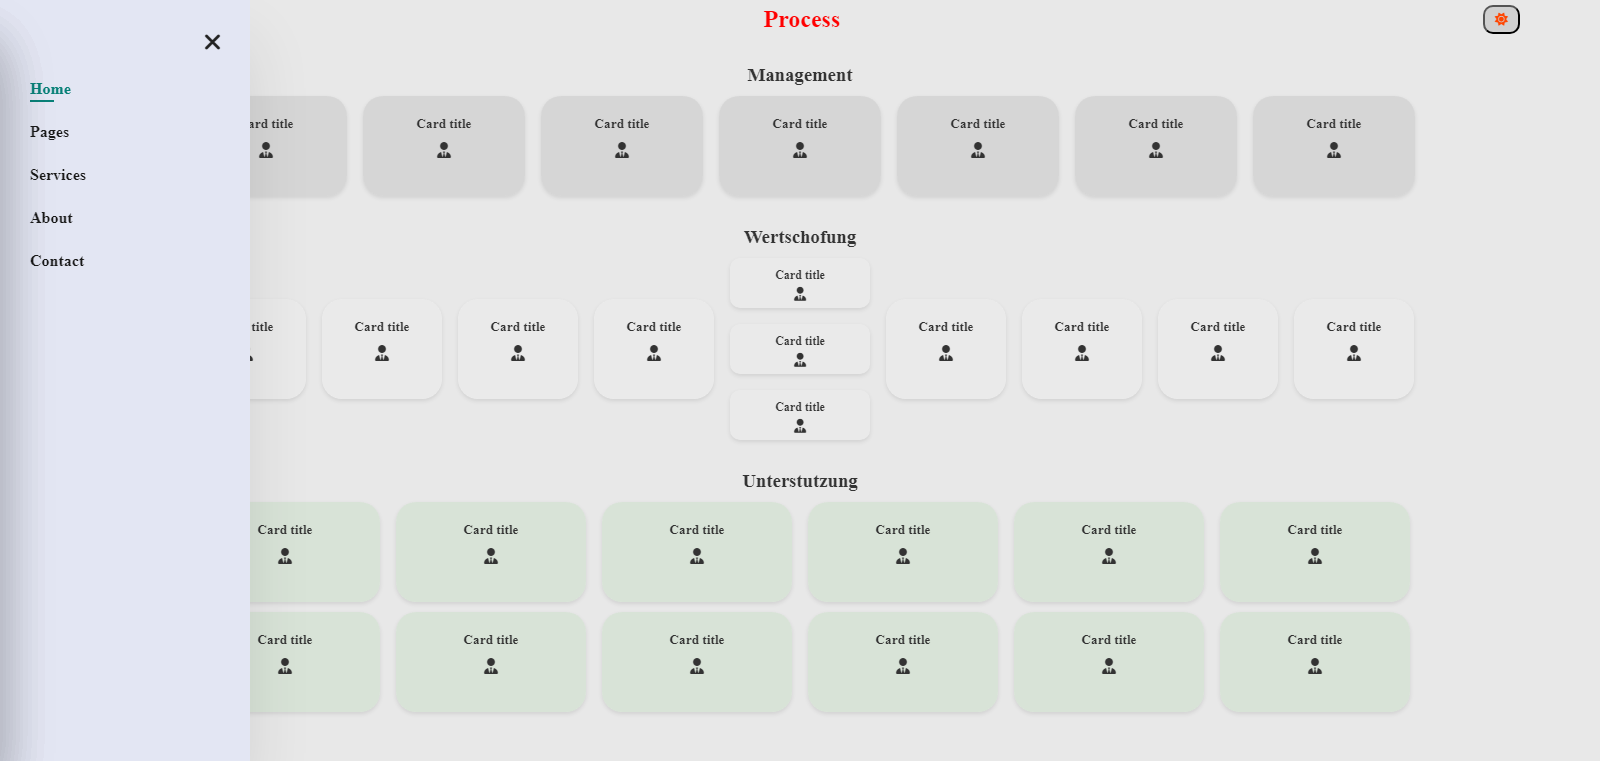 Process
Home
Pages
Services
About
Contact
Management
ard title Card title Card title Card title Card title Card title Card title
Wertschofung
Card title
title Card title Card title Card title Card title Card title Card title Card title
Card title
Card title
Unterstutzung
Card title Card title Card title Card title Card title Card title
Card title Card title Card title Card title Card title Card title